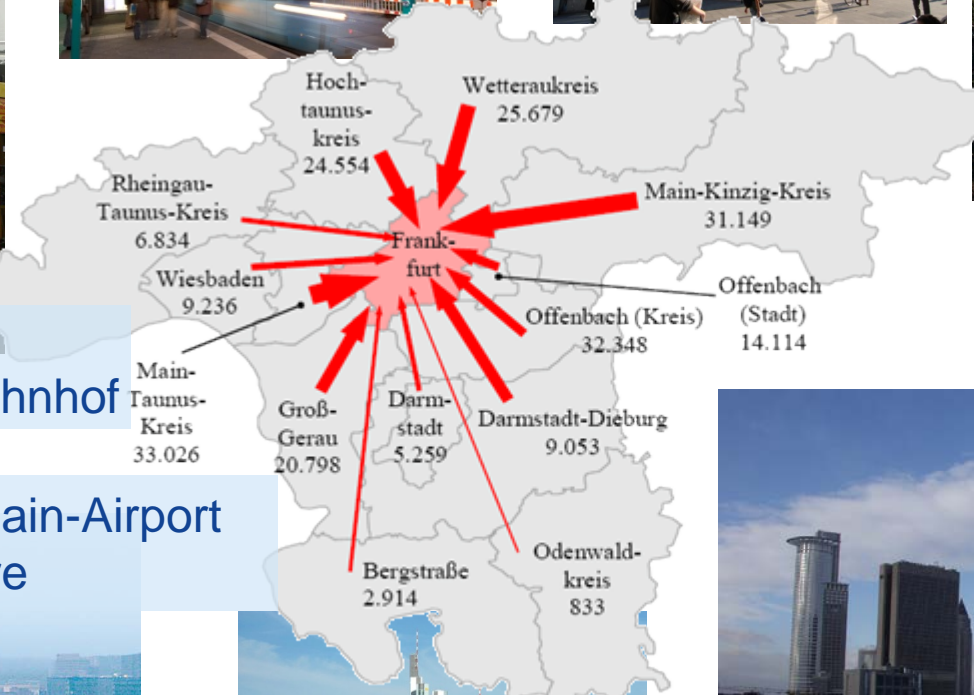 Hoch-
taunus-
kreis
24.554
Wetteraukreis
25.679
Rheingau-
Taunus-Kreis
6.834
Main-Kinzig-Kreis
31.149
Frank-
furt
Wiesbaden
9.236
Offenbach
(Stadt)
14.114
Offenbach (Kreis)
32.348
hnhof
Main-
Taunus-
Kreis
33.026
Groß-
Gerau
20.798
Darm-
stadt
5.259
Darmstadt-Dieburg
9.053
ain-Airport
e
Bergstraße
2.914
Odenwald-
kreis
833